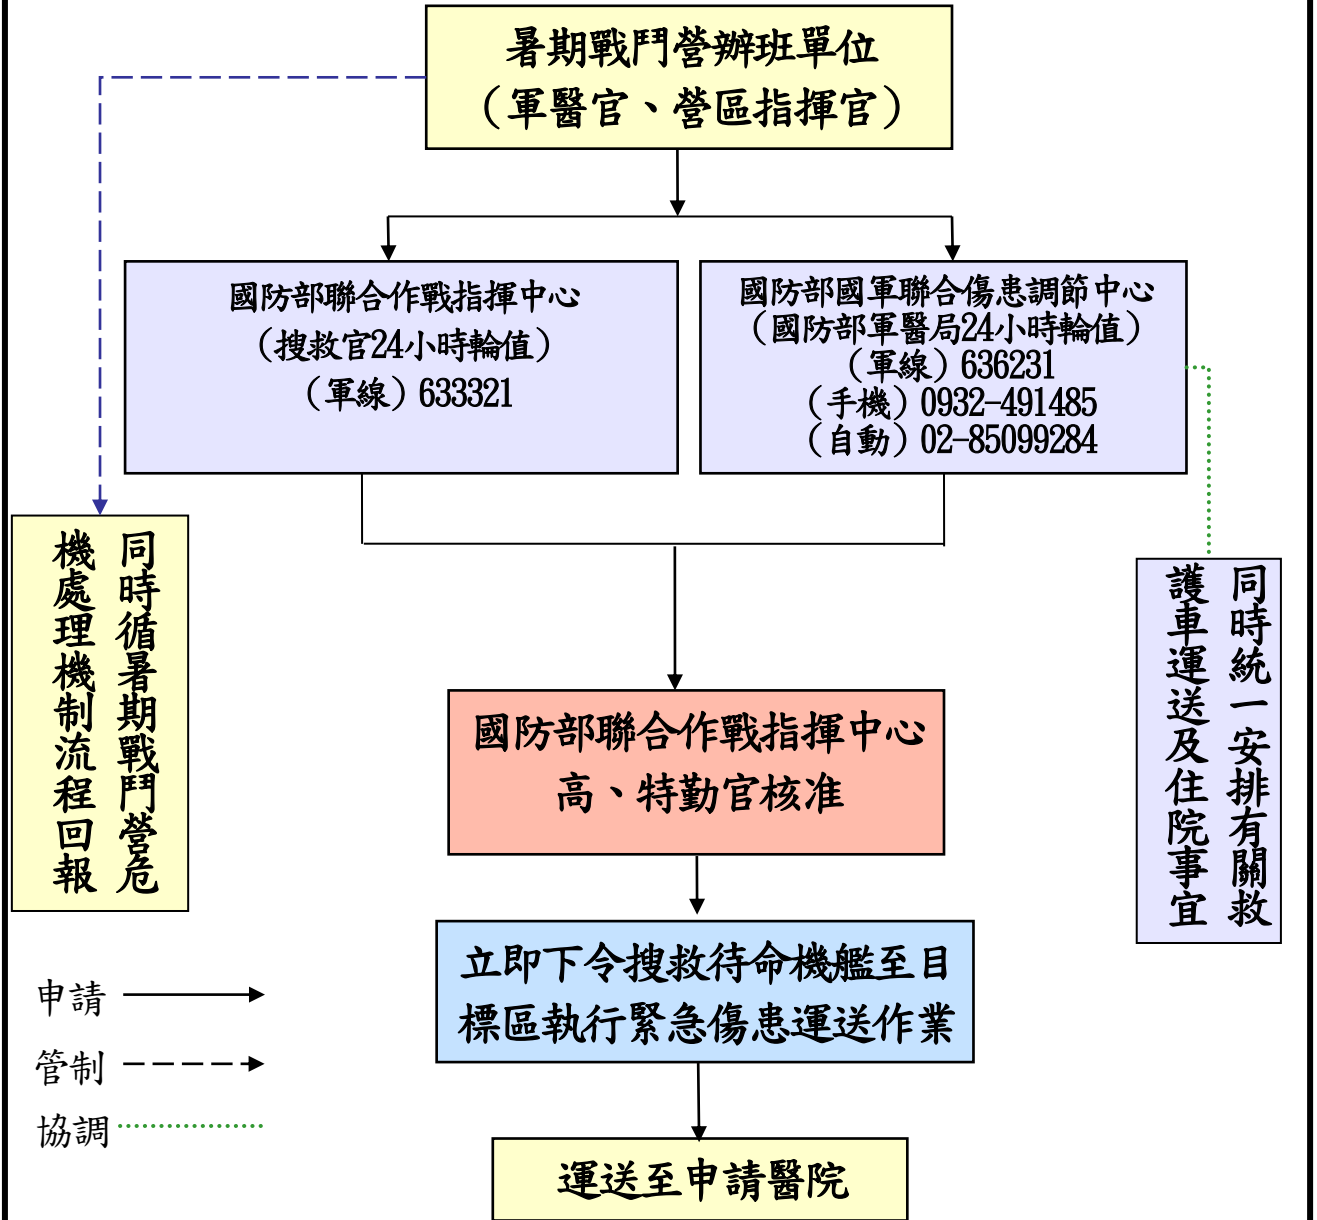 暑期戰鬥營辦班單位
（軍醫官、營區指揮官）
國防部聯合作戰指揮中心
（搜救官24小時輪值）
（軍線）633321
國防部國軍聯合傷患調節中心
（國防部軍醫局24小時輪值）
（軍線）636231
（手機）0932-491485
（自動）02-85099284
同時循暑期戰鬥營危
機處理機制流程回報
同時統一安排有關救
護車運送及住院事宜
國防部聯合作戰指揮中心
高、特勤官核准
立即下令搜救待命機艦至目
標區執行緊急傷患運送作業
運送至申請醫院
申請
管制
協調